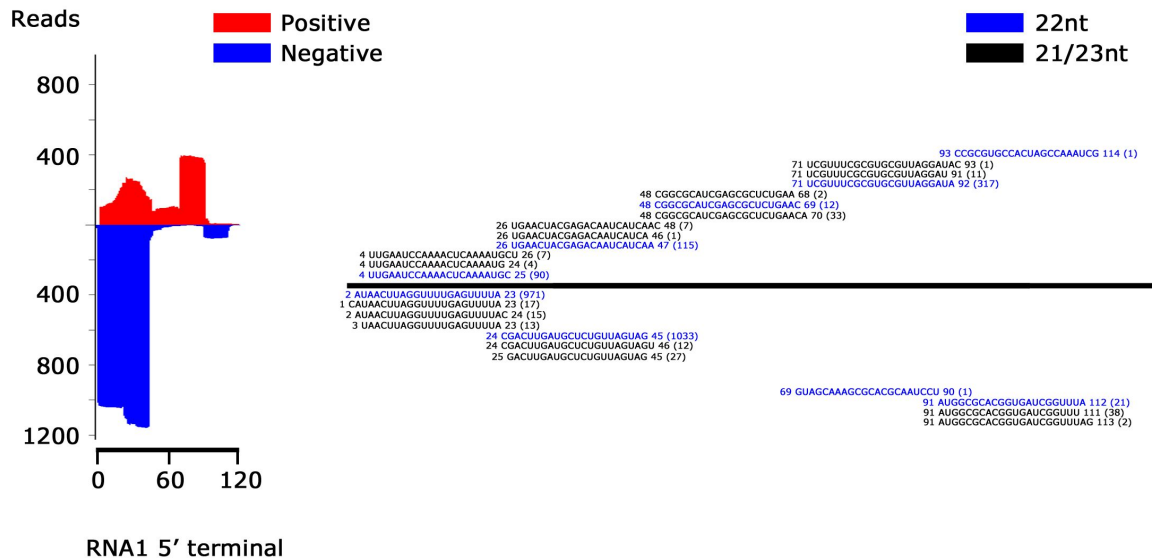 Reads
Positive
Negative
22nt
21/23nt
800
400
0
400
800
1200
0 60 120
RNA1 5′ terminal
93 CCGCGUGCCACUAGCCAAAUCG 114 (1)
71 UCGUUUCGCGUGCGUUAGGAUAC 93 (1)
71 UCGUUUCGCGUGCGUUAGGAU 91 (11)
71 UCGUUUCGCGUGCGUUAGGAUA 92 (317)
48 CGGCGCAUCGAGCGCUCUGAA 68 (2)
48 CGGCGCAUCGAGCGCUCUGAAC 69 (12)
48 CGGCGCAUCGAGCGCUCUGAACA 70 (33)
26 UGAACUACGAGACAAUCAUCAAC 48 (7)
26 UGAACUACGAGACAAUCAUCA 46 (1)
26 UGAACUACGAGACAAUCAUCAA 47 (115)
4 UUGAAUCCAAAACUCAAAAUGCU 26 (7)
4 UUGAAUCCAAAACUCAAAAUG 24 (4)
4 UUGAAUCCAAAACUCAAAAUGC 25 (90)
2 AUAACUUAGGUUUUGAGUUUUA 23 (971)
1 CAUAACUUAGGUUUUGAGUUUUA 23 (17)
2 AUAACUUAGGUUUUGAGUUUUAC 24 (15)
3 UAACUUAGGUUUUGAGUUUUA 23 (13)
24 CGACUUGAUGCUCUGUUAGUAG 45 (1033)
24 CGACUUGAUGCUCUGUUAGUAGU 46 (12)
25 GACUUGAUGCUCUGUUAGUAG 45 (27)
69 GUAGCAAAGCGCACGCAAUCCU 90 (1)
91 AUGGCGCACGGUGAUCGGUUUA 112 (21)
91 AUGGCGCACGGUGAUCGGUUU 111 (38)
91 AUGGCGCACGGUGAUCGGUUUAG 113 (2)